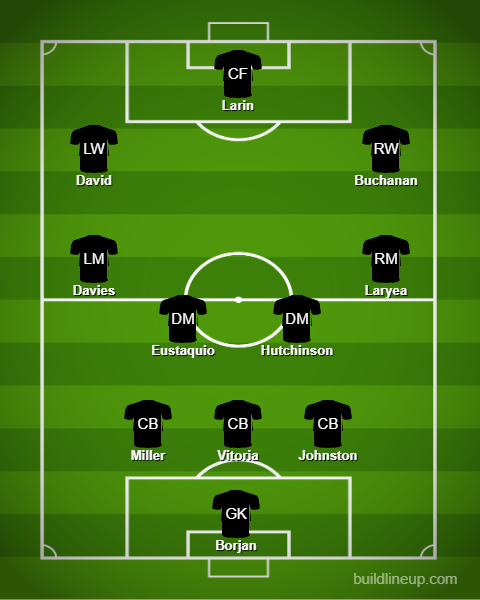 CF
Larin
LW
David
RW
Buchanan
LM
Davies
RM
Laryea
DM
Eustaquio
DM
Hutchinson
CB
Miller
CB
Vitoria
CB
Johnston
GK
Borjan
buildlineup.com